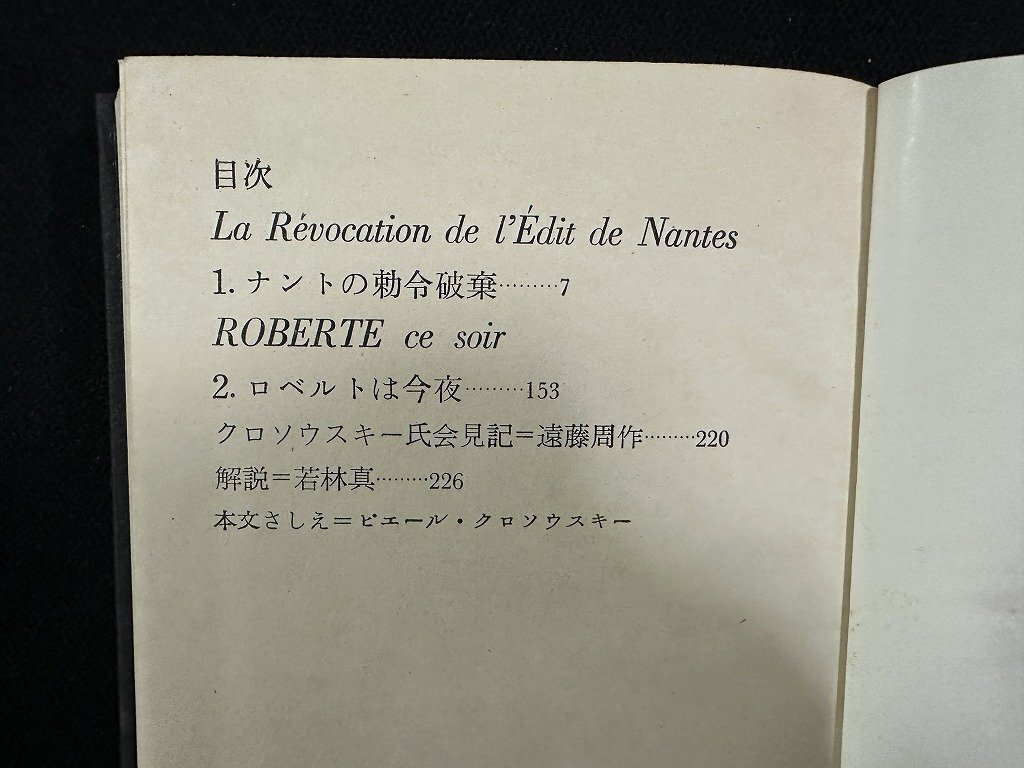 目次
La Révocation de l'Édit de Nantes
1. ナントの勅令破棄………7
ROBERTE ce soir
2. ロベルトは今夜………153
クロソウスキー氏会見記＝遠藤周作………220
解説＝若林真………226
本文さしえ＝ピエール・クロソウスキー